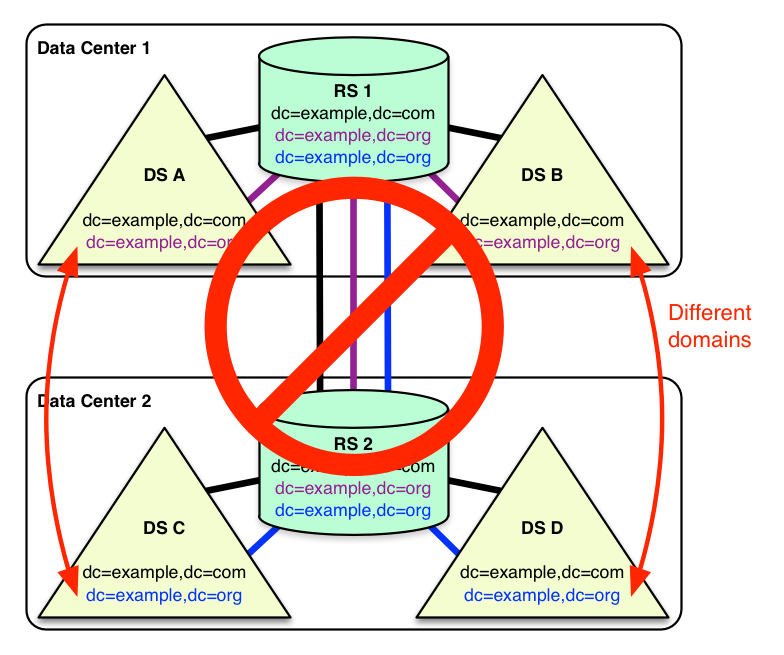 Data Center 1
RS 1
dc=example,dc=com
dc=example,dc=org
dc=example,dc=org
DS A
dc=example,dc=com
dc=example,dc=org
DS B
dc=example,dc=com
dc=example,dc=org
Different
domains
Data Center 2
RS 2
dc=example,dc=com
dc=example,dc=org
dc=example,dc=org
DS C
dc=example,dc=com
dc=example,dc=org
DS D
dc=example,dc=com
dc=example,dc=org